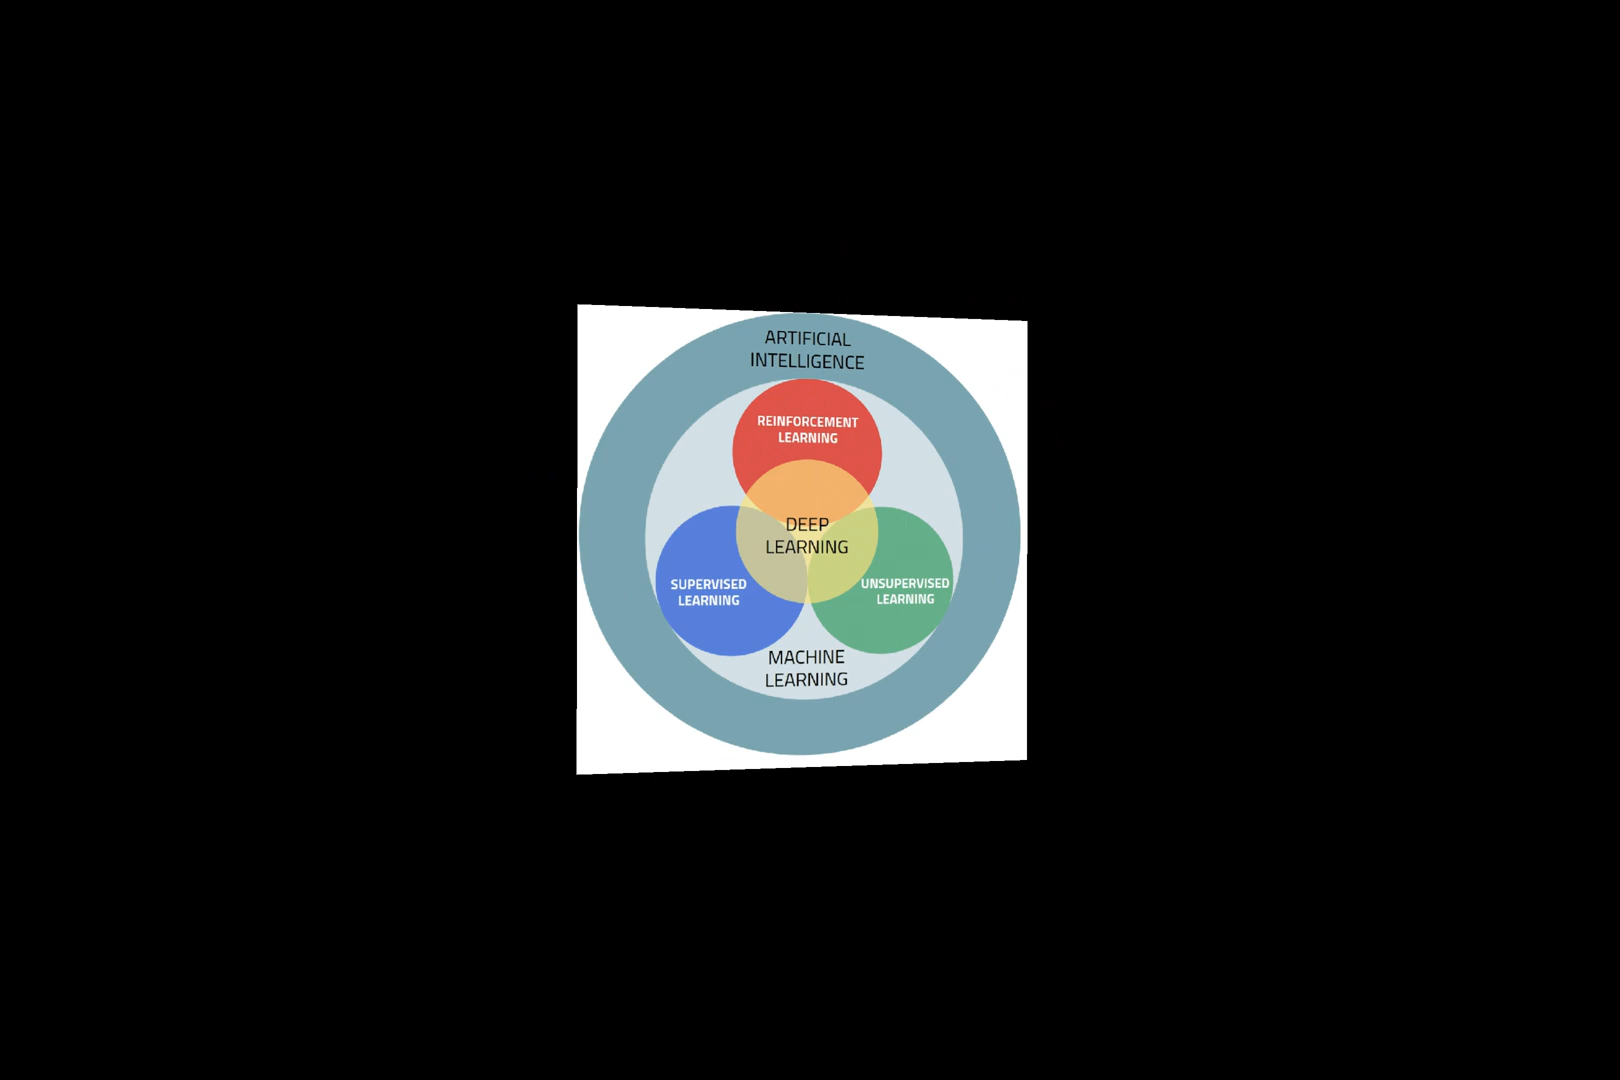 ARTIFICIAL
INTELLIGENCE
REINFORCEMENT
LEARNING
DEEP
LEARNING
SUPERVISED
LEARNING
UNSUPERVISED
LEARNING
MACHINE
LEARNING